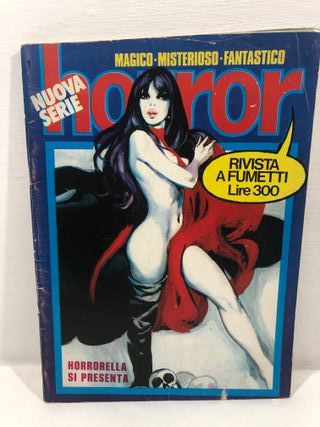 MAGICO·MISTERIOSO·FANTASTICO
NUOVA
SERIE
horror
RIVISTA
A FUMETTI
Lire 300
HORRORELLA
SI PRESENTA